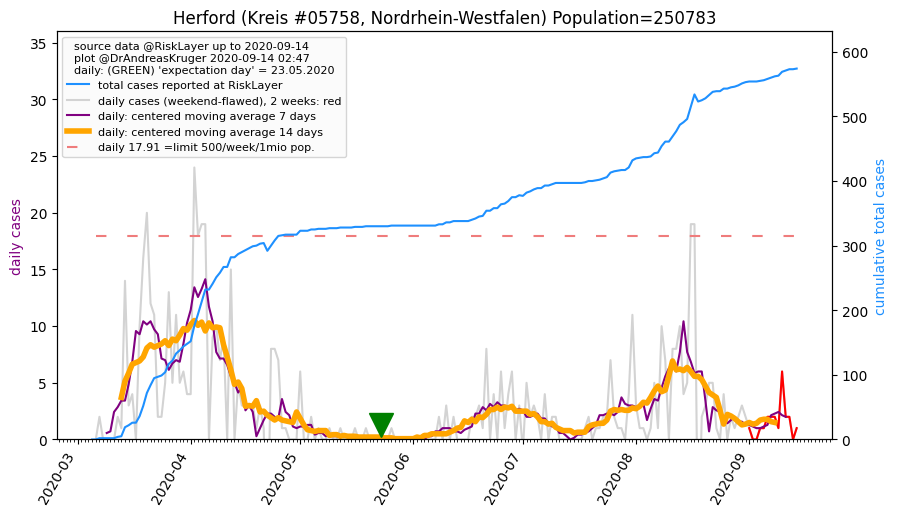 Herford (Kreis #05758, Nordrhein-Westfalen) Population=250783
source data @RiskLayer up to 2020-09-14
plot @DrAndreasKruger 2020-09-14 02:47
daily: (GREEN) 'expectation day' = 23.05.2020
total cases reported at RiskLayer
daily cases (weekend-flawed), 2 weeks: red
daily: centered moving average 7 days
daily: centered moving average 14 days
daily 17.91 =limit 500/week/1mio pop.
daily cases
35
30
25
20
15
10
5
0
cumulative total cases
600
500
400
300
200
100
0
2020-03
2020-04
2020-05
2020-06
2020-07
2020-08
2020-09